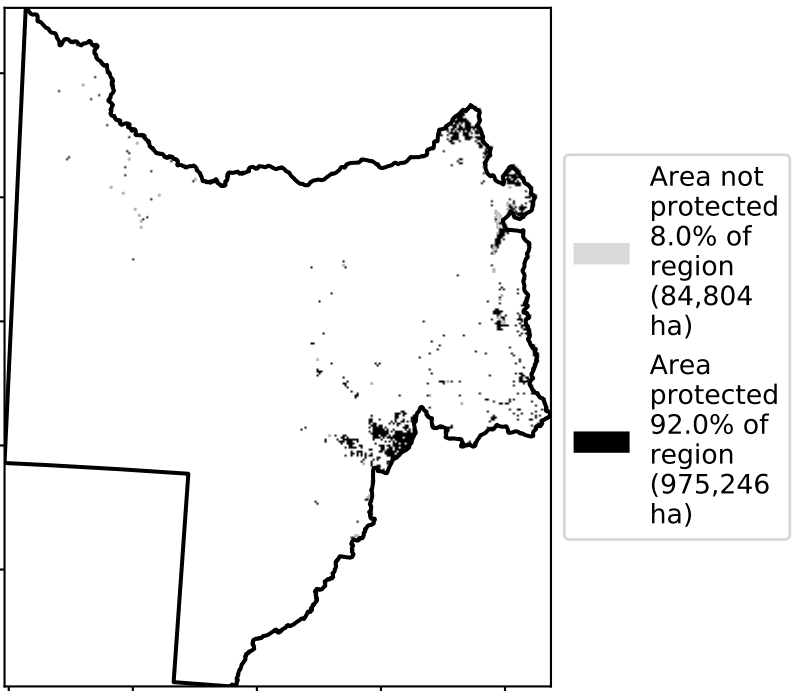 Area not
protected
8.0% of
region
(84,804
ha)
Area
protected
92.0% of
region
(975,246
ha)